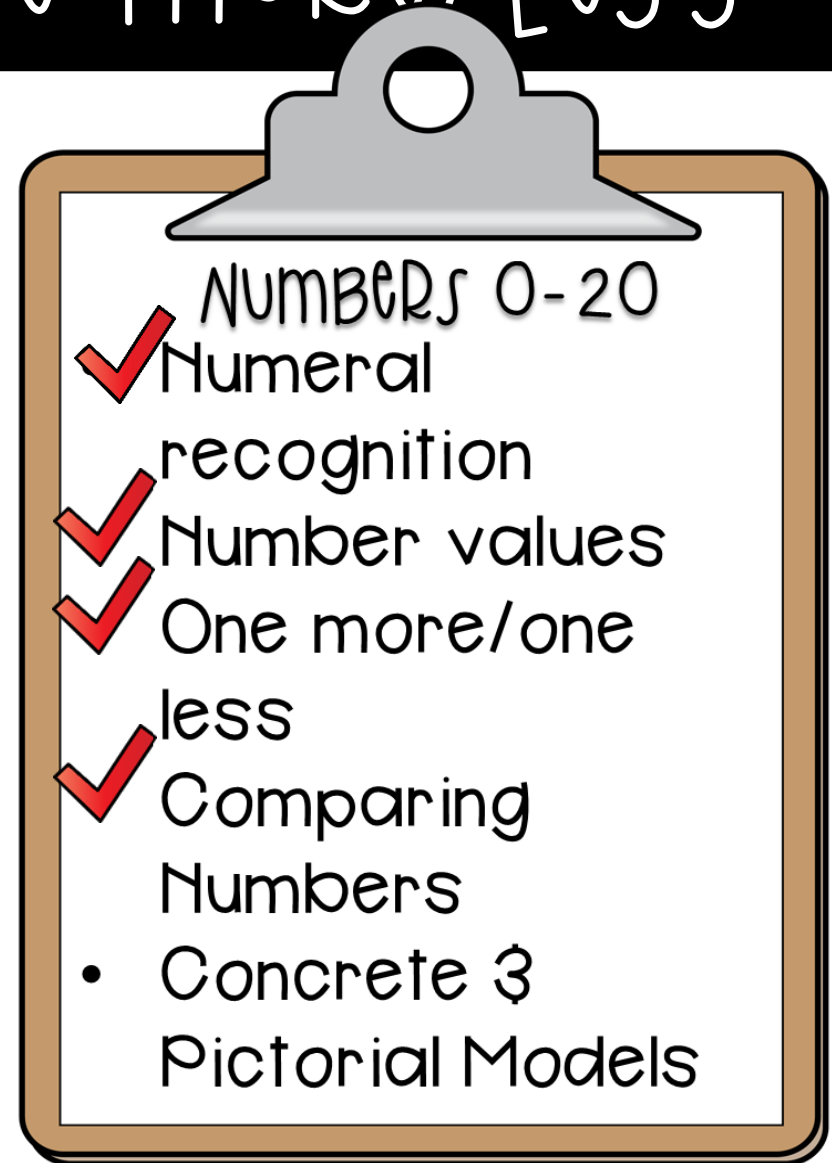 NUMBERS 0-20
Numeral
recognition
Number values
One more/one
less
Comparing
Numbers
• Concrete &
Pictorial Models